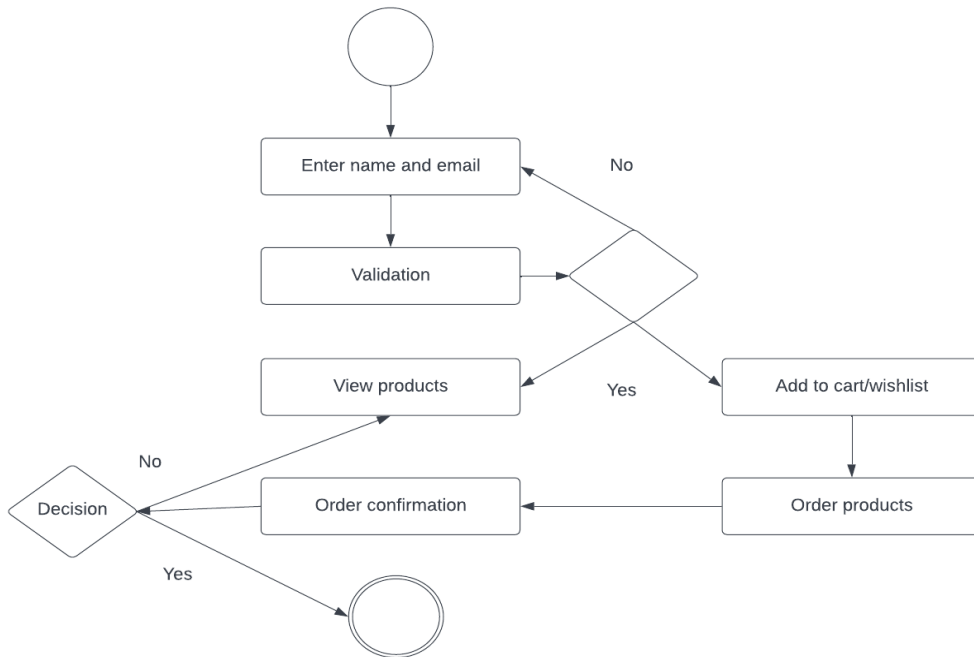 Enter name and email
No
Validation
View products
Yes
Add to cart/wishlist
No
Decision
Order confirmation
Order products
Yes